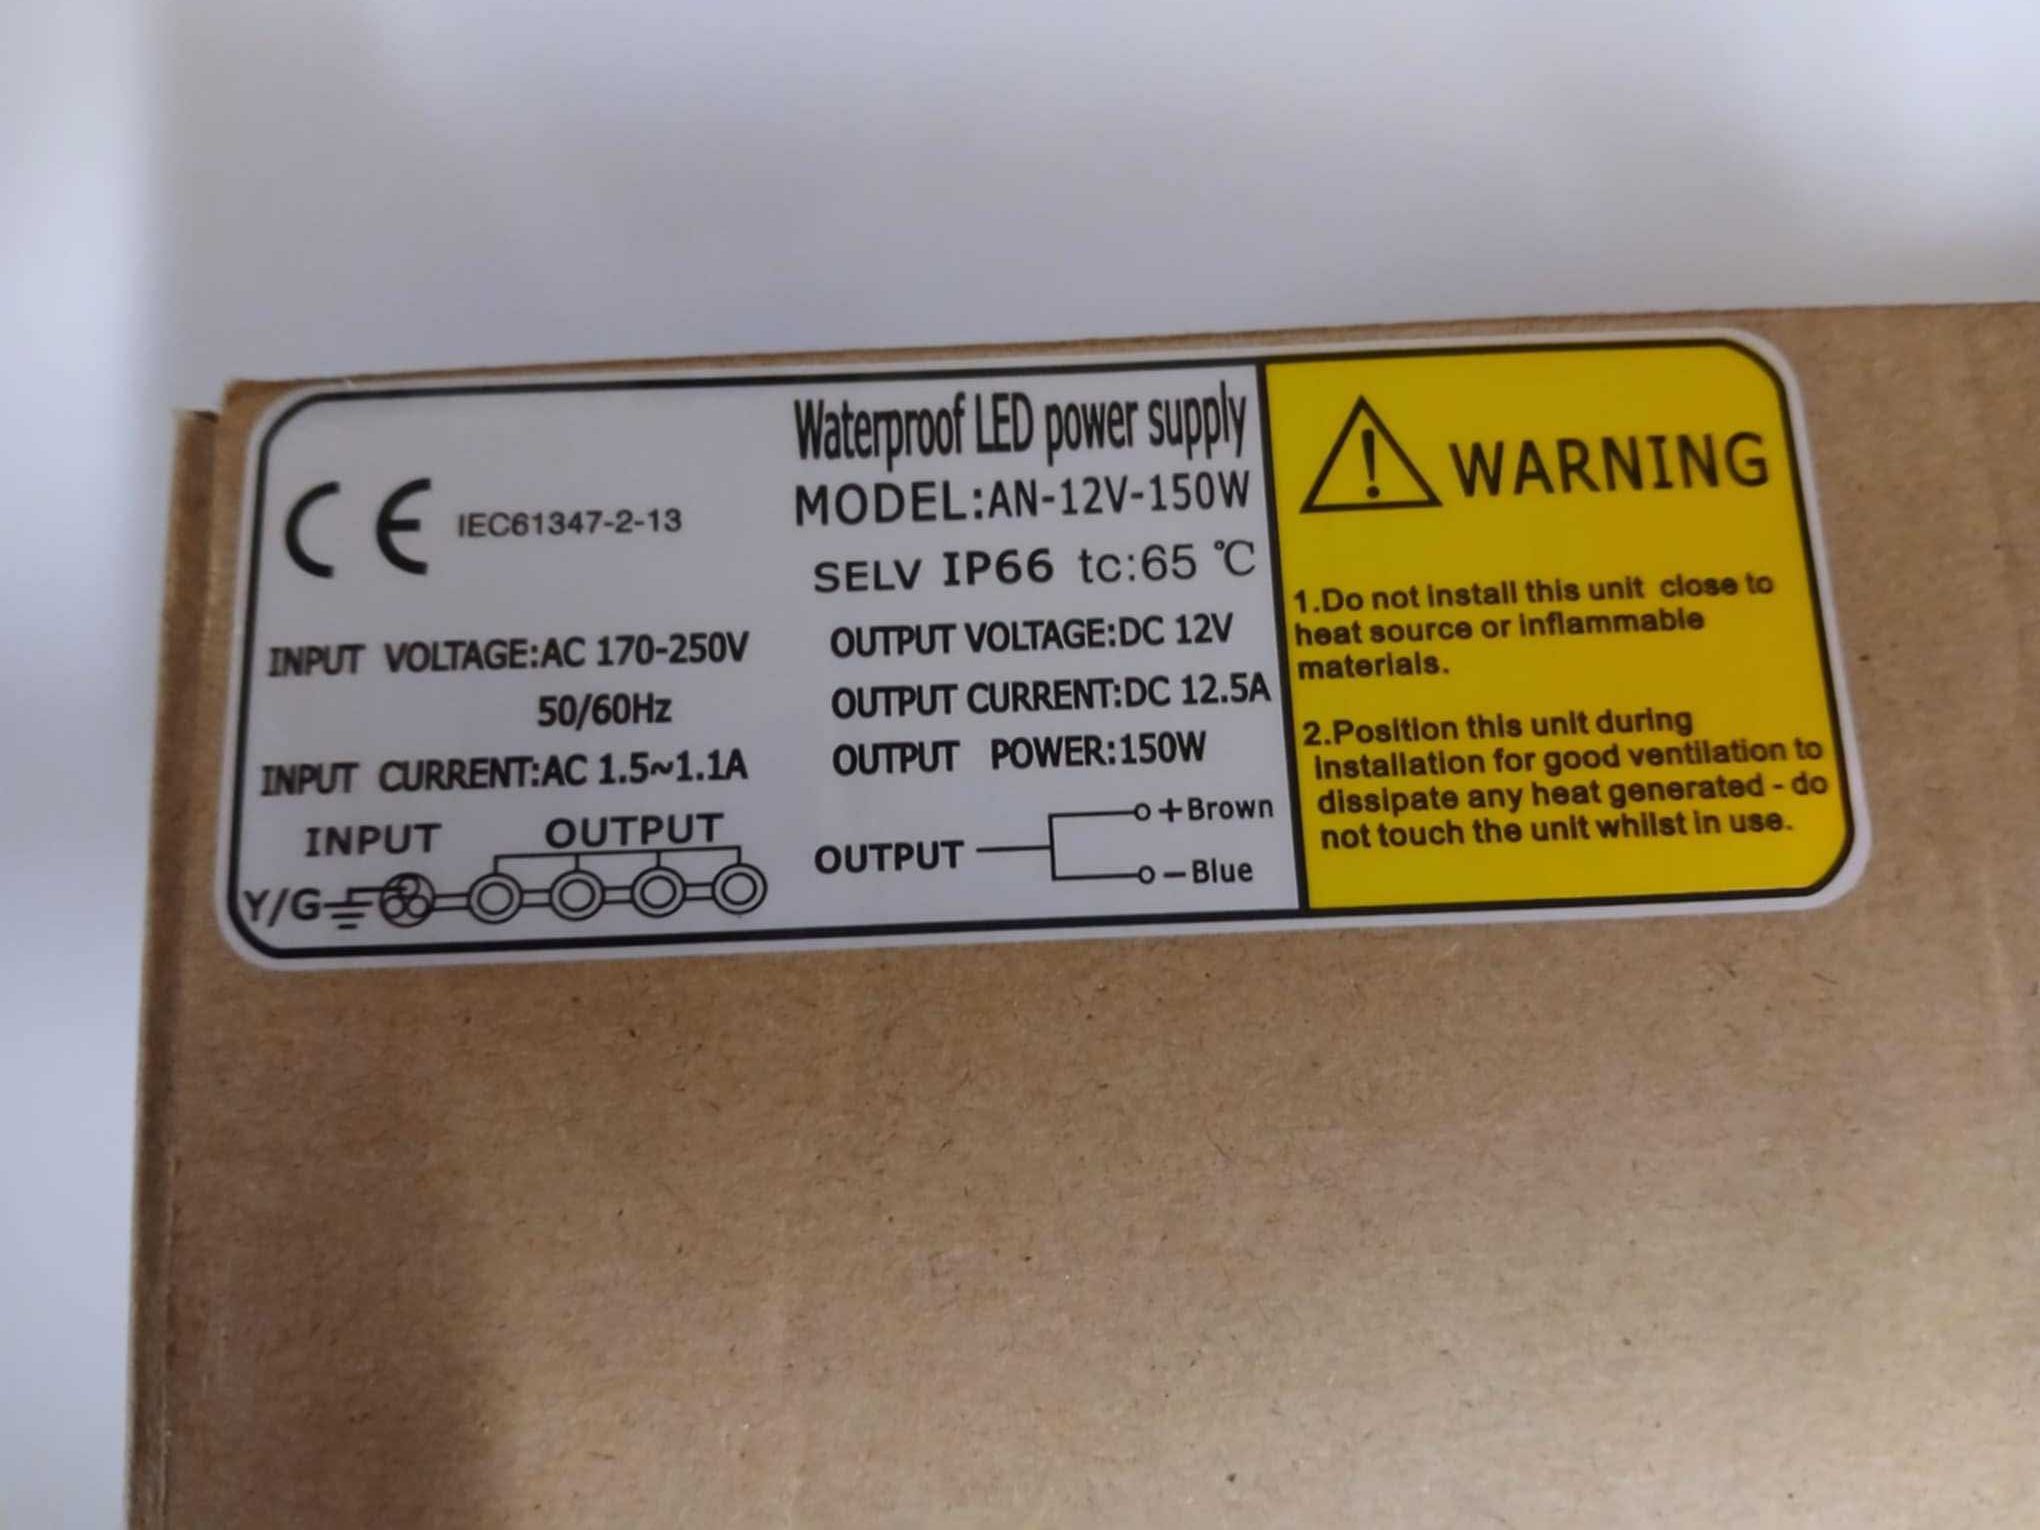 CE IEC61347-2-13
INPUT VOLTAGE:AC 170-250V
50/60Hz
INPUT CURRENT:AC 1.5~1.1A
INPUT OUTPUT
Y/G
Waterproof LED power supply
MODEL:AN-12V-150W
SELV IP66 tc:65 ℃
OUTPUT VOLTAGE:DC 12V
OUTPUT CURRENT:DC 12.5A
OUTPUT POWER:150W
+Brown
OUTPUT
-Blue
WARNING
1.Do not install this unit close to
heat source or inflammable
materials.
2.Position this unit during
installation for good ventilation to
dissipate any heat generated - do
not touch the unit whilst in use.